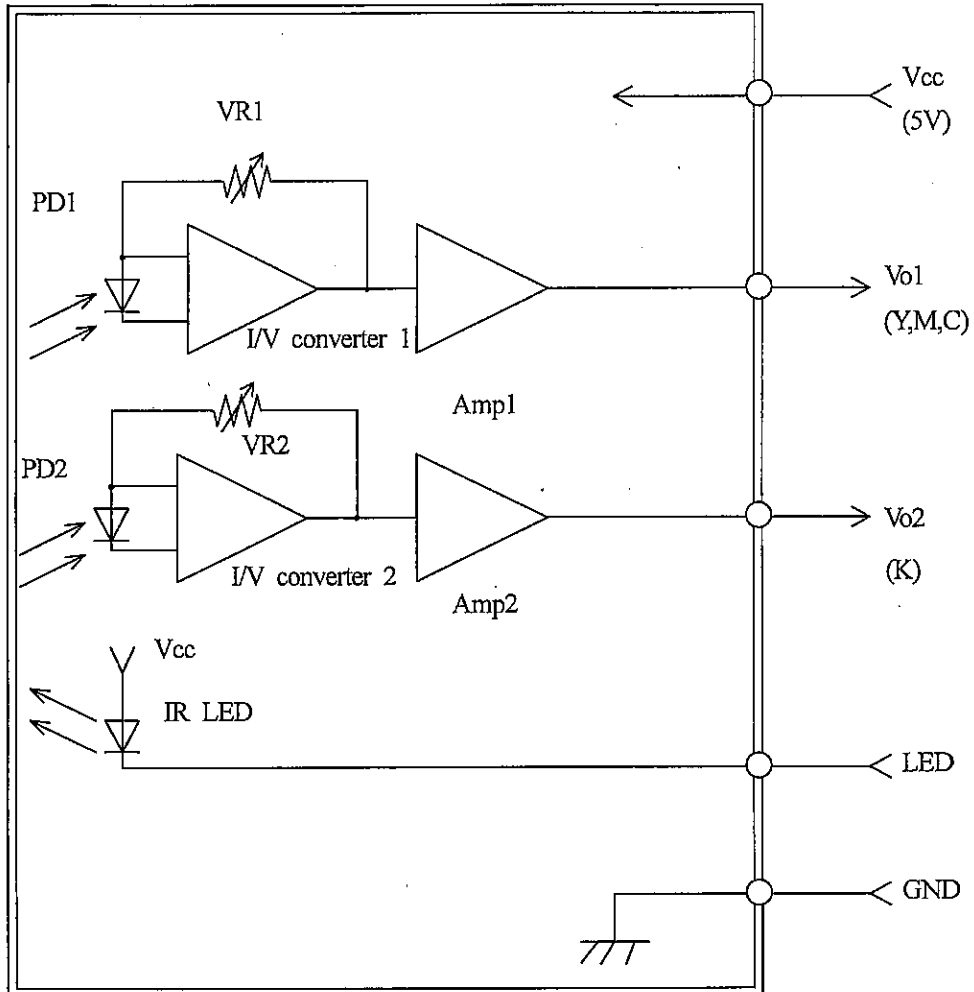 Vcc
(5V)
VR1
PD1
I/V converter 1
Vo1
(Y,M,C)
Amp1
VR2
PD2
I/V converter 2
Vo2
(K)
Amp2
Vcc
IR LED
LED
GND